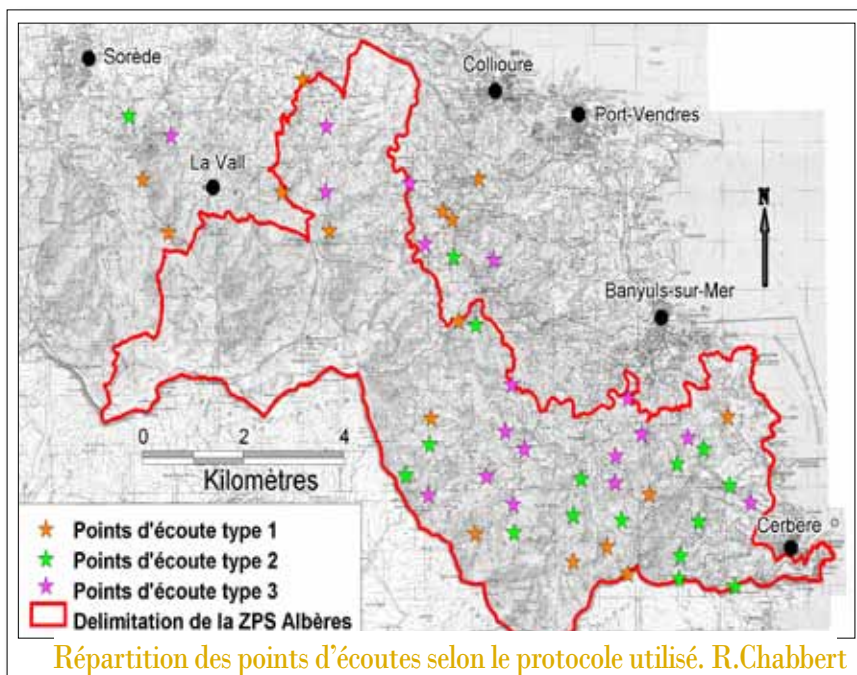 Sorède
Collioure
Port-Vendres
La Vall
N
Banyuls-sur-Mer
0 2 4
Kilomètres
Cerbère
Points d'écoute type 1
Points d'écoute type 2
Points d'écoute type 3
Delimitation de la ZPS Albères
Répartition des points d'écoutes selon le protocole utilisé. R.Chabbert